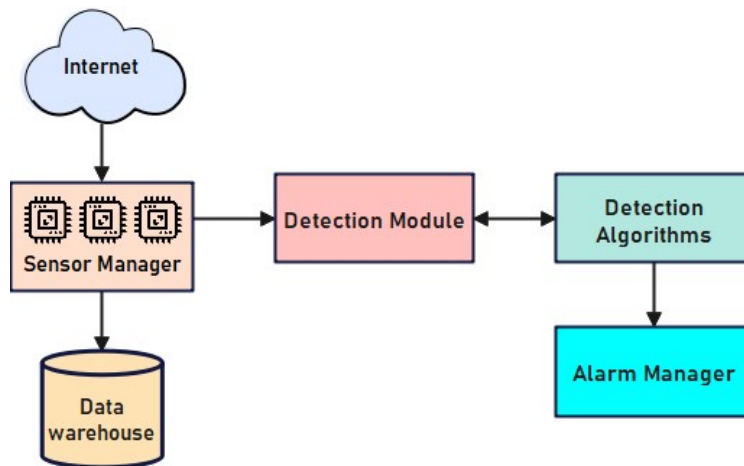 Internet
Sensor Manager
Detection Module
Detection
Algorithms
Alarm Manager
Data
warehouse